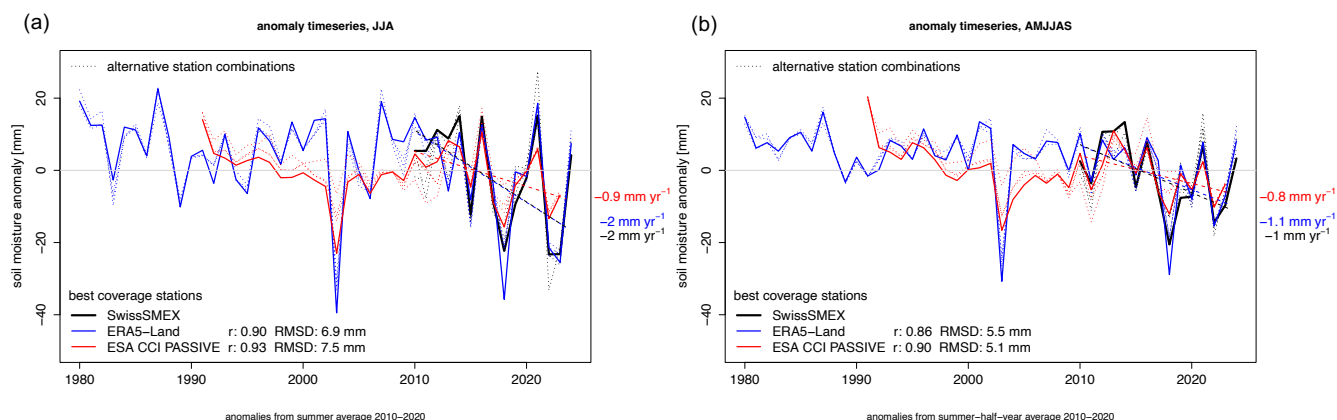 (a)
anomaly timeseries, JJA
alternative station combinations
soil moisture anomaly [mm]
20
0
−20
−40
−0.9 mm yr⁻¹
−2 mm yr⁻¹
−2 mm yr⁻¹
best coverage stations
SwissSMEX
ERA5−Land r: 0.90 RMSD: 6.9 mm
ESA CCI PASSIVE r: 0.93 RMSD: 7.5 mm
1980 1990 2000 2010 2020
anomalies from summer average 2010−2020
(b)
anomaly timeseries, AMJJAS
alternative station combinations
soil moisture anomaly [mm]
20
0
−20
−40
−0.8 mm yr⁻¹
−1.1 mm yr⁻¹
−1 mm yr⁻¹
best coverage stations
SwissSMEX
ERA5−Land r: 0.86 RMSD: 5.5 mm
ESA CCI PASSIVE r: 0.90 RMSD: 5.1 mm
1980 1990 2000 2010 2020
anomalies from summer−half−year average 2010−2020